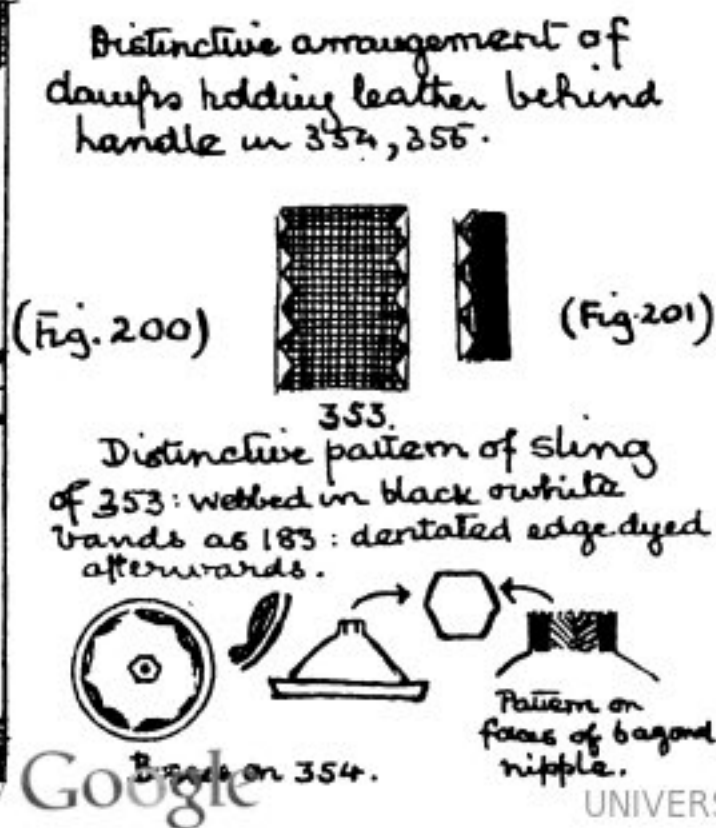 Distinctive arrangement of
damps holding leather behind
handle in 354, 355.
(Fig. 200)
(Fig. 201)
353.
Distinctive pattern of sling
of 353: webbed in black & white
bands as 183: dentated edge dyed
afterwards.
Pattern on
faces of hexagonal
nipple.
on 354.
Google
UNIVERS